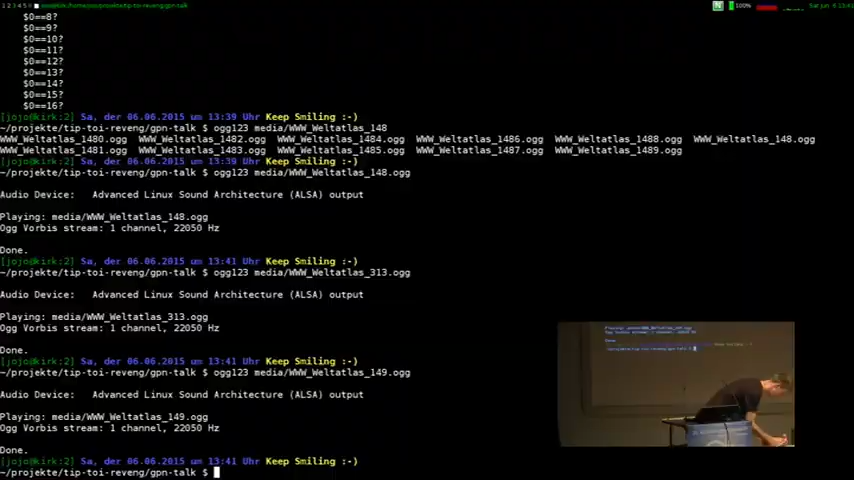 1 2 3 4 5
$0==8?
$0==9?
$0==10?
$0==11?
$0==12?
$0==13?
$0==14?
$0==15?
$0==16?
[jojo@kirk:2] Sa, der 06.06.2015 um 13:39 Uhr Keep Smiling :-)
~/projekte/tip-toi-reveng/gpn-talk $ ogg123 media/WWW_Weltatlas_148
WWW_Weltatlas_1480.ogg WWW_Weltatlas_1482.ogg WWW_Weltatlas_1484.ogg WWW_Weltatlas_1486.ogg WWW_Weltatlas_1488.ogg WWW_Weltatlas_148.ogg
WWW_Weltatlas_1481.ogg WWW_Weltatlas_1483.ogg WWW_Weltatlas_1485.ogg WWW_Weltatlas_1487.ogg WWW_Weltatlas_1489.ogg
[jojo@kirk:2] Sa, der 06.06.2015 um 13:39 Uhr Keep Smiling :-)
~/projekte/tip-toi-reveng/gpn-talk $ ogg123 media/WWW_Weltatlas_148.ogg
Audio Device: Advanced Linux Sound Architecture (ALSA) output
Playing: media/WWW_Weltatlas_148.ogg
Ogg Vorbis stream: 1 channel, 22050 Hz
Done.
[jojo@kirk:2] Sa, der 06.06.2015 um 13:41 Uhr Keep Smiling :-)
~/projekte/tip-toi-reveng/gpn-talk $ ogg123 media/WWW_Weltatlas_313.ogg
Audio Device: Advanced Linux Sound Architecture (ALSA) output
Playing: media/WWW_Weltatlas_313.ogg
Ogg Vorbis stream: 1 channel, 22050 Hz
Done.
[jojo@kirk:2] Sa, der 06.06.2015 um 13:41 Uhr Keep Smiling :-)
~/projekte/tip-toi-reveng/gpn-talk $ ogg123 media/WWW_Weltatlas_149.ogg
Audio Device: Advanced Linux Sound Architecture (ALSA) output
Playing: media/WWW_Weltatlas_149.ogg
Ogg Vorbis stream: 1 channel, 22050 Hz
Done.
[jojo@kirk:2] Sa, der 06.06.2015 um 13:41 Uhr Keep Smiling :-)
~/projekte/tip-toi-reveng/gpn-talk $